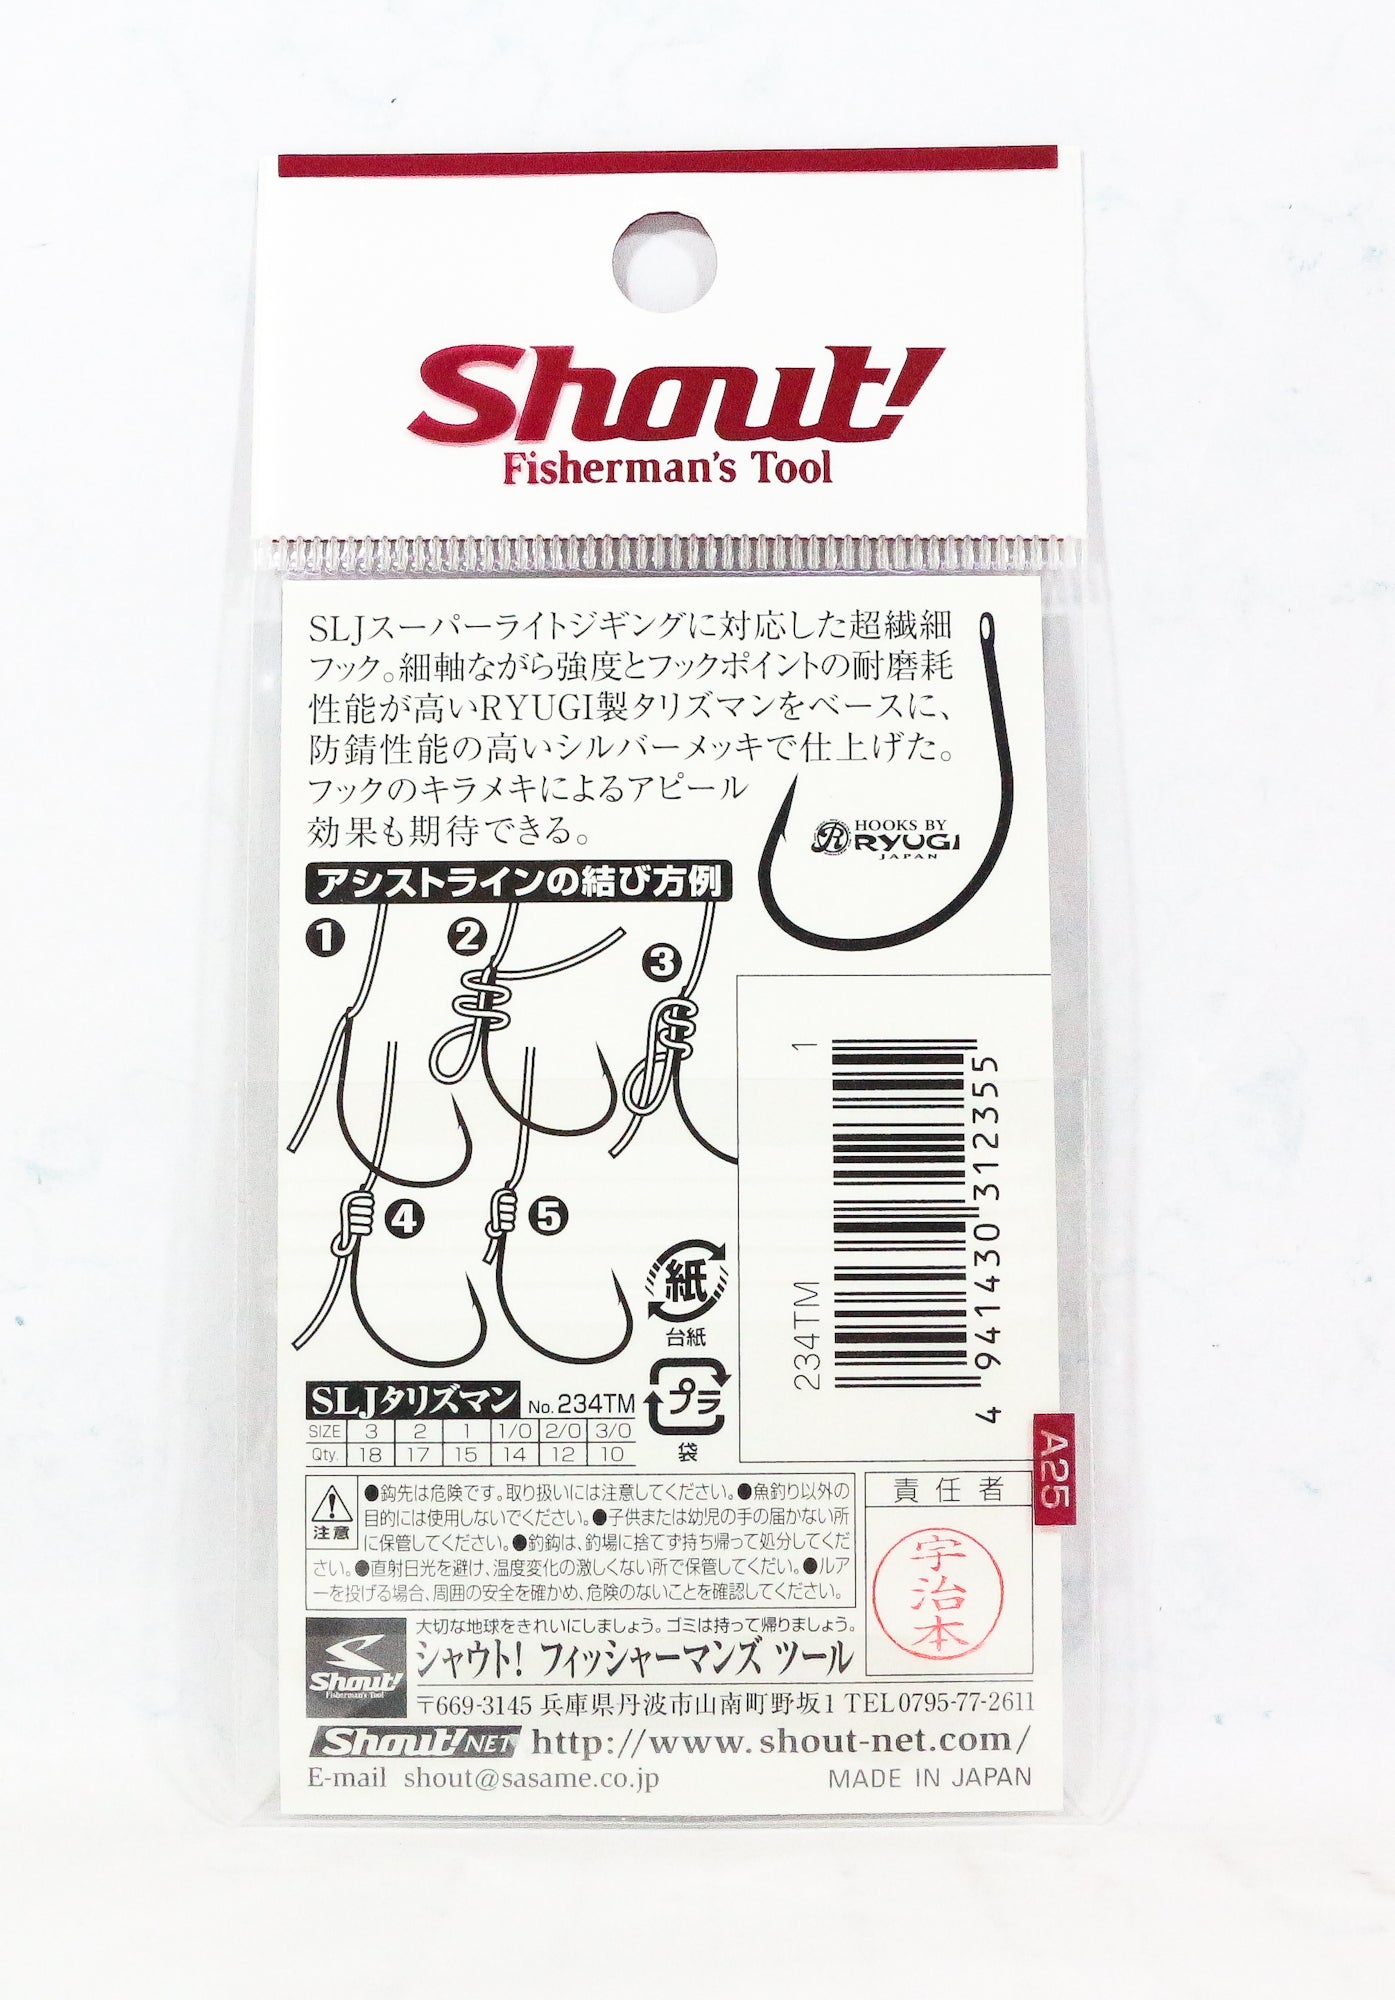 Shout!
Fisherman's Tool
SLJスーパーライトジギングに対応した超繊細
フック。細軸ながら強度とフックポイントの耐磨耗
性能が高いRYUGI製タリズマンをベースに、
防錆性能の高いシルバーメッキで仕上げた。
フックのキラメキによるアピール
効果も期待できる。
R HOOKS BY
RYUGI
JAPAN
アシストラインの結び方例
1
2
3
4
5
紙
台紙
プラ
袋
1
234TM
4 941430 312355
SLJタリズマン No.234TM
SIZE 3 2 1 1/0 2/0 3/0
Qty. 18 17 15 14 12 10
A25
注意
●鈎先は危険です。取り扱いには注意してください。●魚釣り以外の
目的には使用しないでください。●子供または幼児の手の届かない所
に保管してください。●釣鈎は、釣場に捨てず持ち帰って処分してくだ
さい。●直射日光を避け、温度変化の激しくない所で保管してください。●ルア
ーを投げる場合、周囲の安全を確かめ、危険のないことを確認してください。
責任者
宇治本
大切な地球をきれいにしましょう。ゴミは持って帰りましょう。
シャウト! フィッシャーマンズ ツール
Shout!
Fisherman's Tool
〒669-3145 兵庫県丹波市山南町野坂1 TEL0795-77-2611
Shout!NET http://www.shout-net.com/
E-mail shout@sasame.co.jp
MADE IN JAPAN